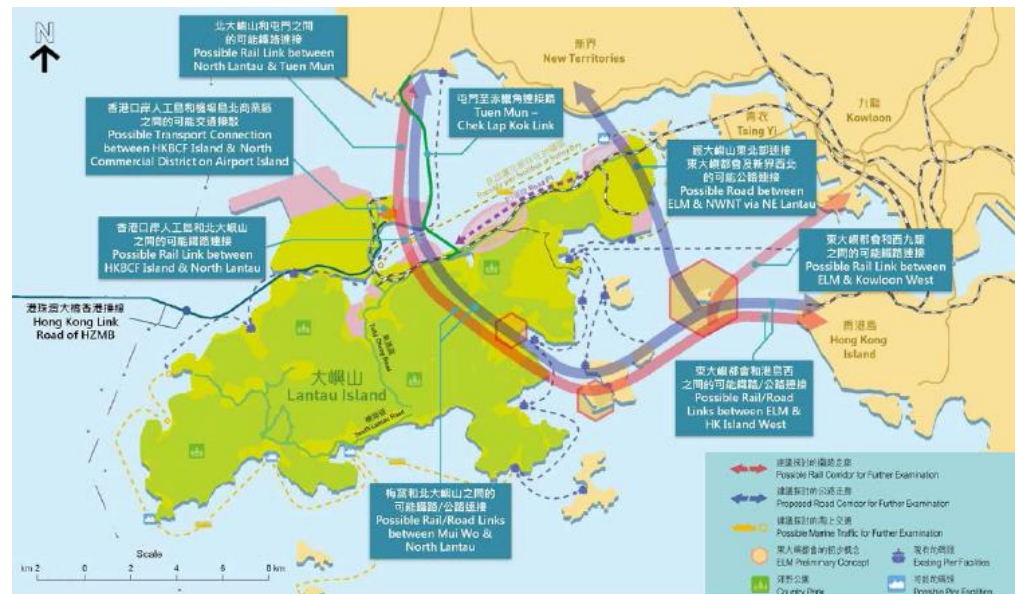 N
北大嶼山和屯門之間
的可能鐵路連接
Possible Rail Link between
North Lantau & Tuen Mun
新界
New Territories
屯門至赤鱲角連接路
Tuen Mun –
Chek Lap Kok Link
九龍
Kowloon
青衣
Tsing Yi
香港口岸人工島和機場島北商業區
之間的可能交通接駁
Possible Transport Connection
between HKBCF Island & North
Commercial District on Airport Island
經大嶼山東北部連接
東大嶼都會及新界西北
的可能公路連接
Possible Road between
ELM & NWNT via NE Lantau
香港口岸人工島和北大嶼山
之間的可能鐵路連接
Possible Rail Link between
HKBCF Island & North Lantau
東大嶼都會和西九龍
之間的可能鐵路連接
Possible Rail Link between
ELM & Kowloon West
港珠澳大橋香港接線
Hong Kong Link
Road of HZMB
香港島
Hong Kong
Island
大嶼山
Lantau Island
Tung Chung Road
South Lantau Road
東大嶼都會和港島西
之間的可能鐵路/公路連接
Possible Rail/Road
Links between ELM &
HK Island West
梅窩和北大嶼山之間的
可能鐵路/公路連接
Possible Rail/Road Links
between Mui Wo &
North Lantau
Scale
km 2 0 2 4 6 8 km
建議探討的鐵路走廊
Possible Rail Corridor for Further Examination
建議探討的公路走廊
Proposed Road Corridor for Further Examination
建議探討的海上交通
Possible Marine Traffic for Further Examination
東大嶼都會的初步概念
ELM Preliminary Concept
現有的碼頭
Existing Pier Facilities
郊野公園
Country Park
可能的碼頭
Possible Pier Facilities